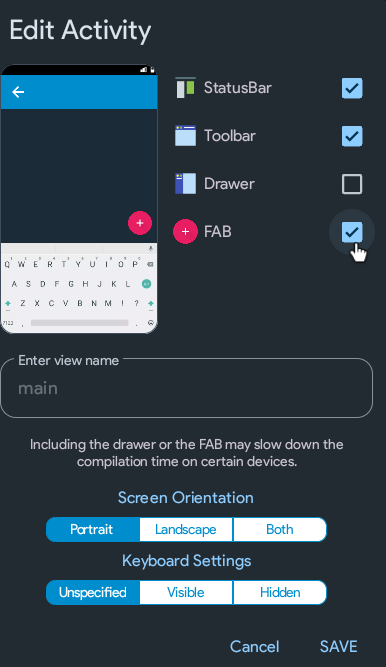 Edit Activity
StatusBar
Toolbar
Drawer
FAB
Q W E R T Y U I O P
A S D F G H J K L
Z X C V B N M ! ?
?123 , .
Enter view name
main
Including the drawer or the FAB may slow down the
compilation time on certain devices.
Screen Orientation
Portrait Landscape Both
Keyboard Settings
Unspecified Visible Hidden
Cancel SAVE